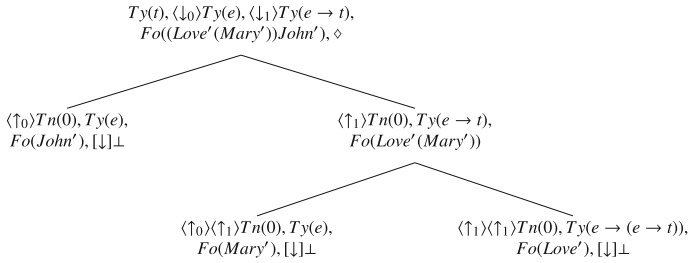 Ty(t), ⟨↓₀⟩Ty(e), ⟨↓₁⟩Ty(e → t),
Fo((Love′(Mary′))John′), ◊
⟨↑₀⟩Tn(0), Ty(e),
Fo(John′), [↓]⊥
⟨↑₁⟩Tn(0), Ty(e → t),
Fo(Love′(Mary′))
⟨↑₀⟩⟨↑₁⟩Tn(0), Ty(e),
Fo(Mary′), [↓]⊥
⟨↑₁⟩⟨↑₁⟩Tn(0), Ty(e → (e → t)),
Fo(Love′), [↓]⊥